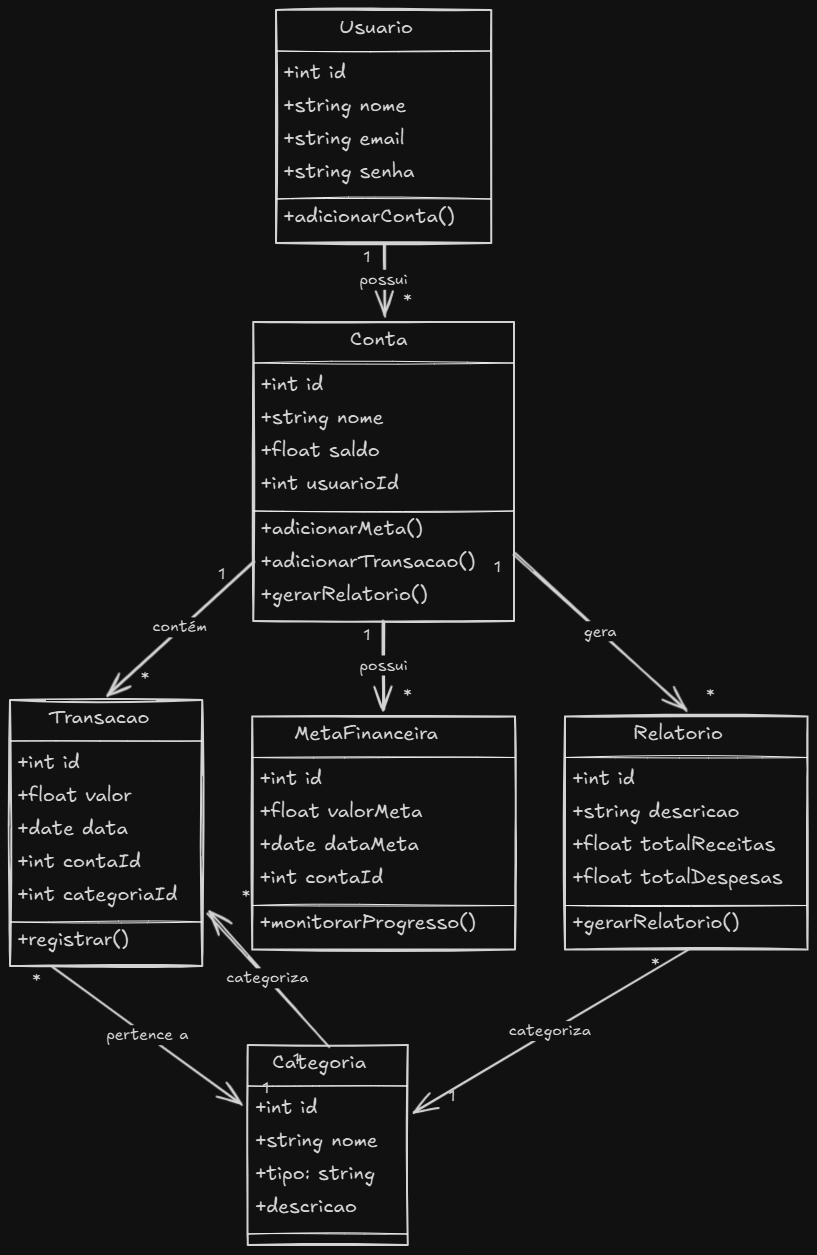 Usuario
+int id
+string nome
+string email
+string senha
+adicionarConta()
1
possui
*
Conta
+int id
+string nome
+float saldo
+int usuarioId
+adicionarMeta()
+adicionarTransacao()
+gerarRelatorio()
1
contém
*
1
possui
*
1
gera
*
Transacao
+int id
+float valor
+date data
+int contaId
+int categoriaId
+registrar()
MetaFinanceira
+int id
+float valorMeta
+date dataMeta
+int contaId
+monitorarProgresso()
Relatorio
+int id
+string descricao
+float totalReceitas
+float totalDespesas
+gerarRelatorio()
*
pertence a
1
*
categoriza
1
*
categoriza
1
Categoria
+int id
+string nome
+tipo: string
+descricao